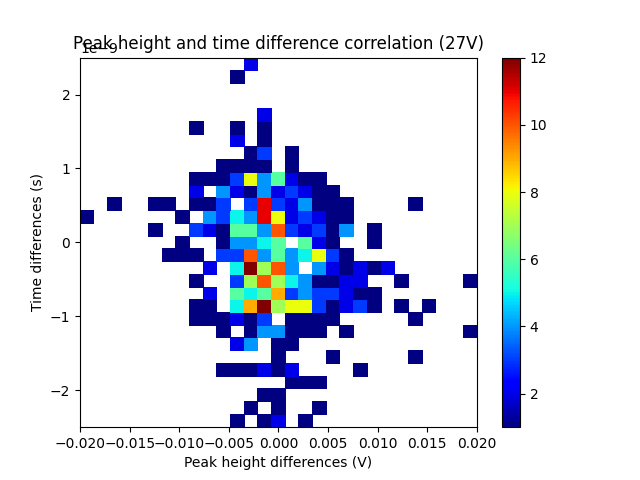 Peak height and time difference correlation (27V)
1e−9
2
1
0
−1
−2
Time differences (s)
−0.020 −0.015 −0.010 −0.005 0.000 0.005 0.010 0.015 0.020
Peak height differences (V)
12
10
8
6
4
2